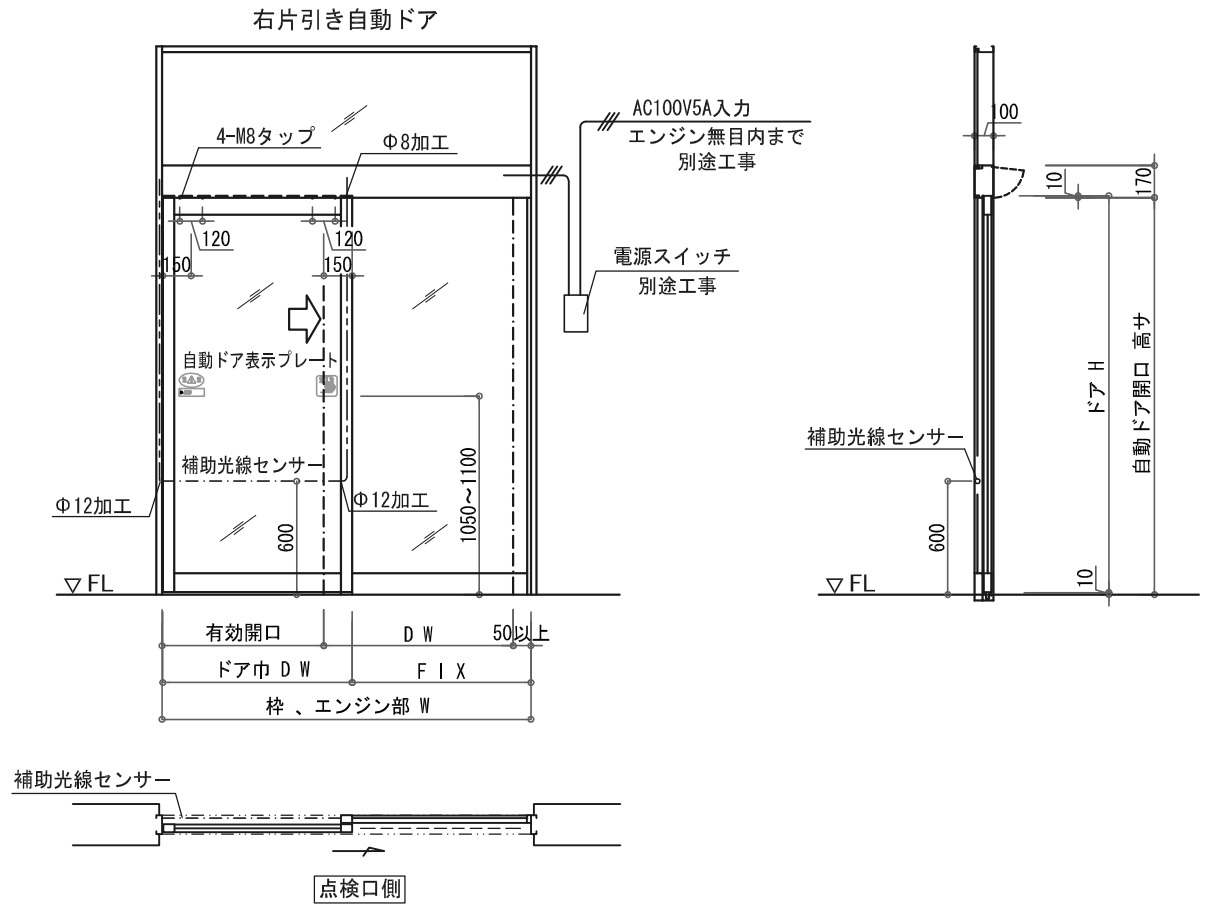 右片引き自動ドア
AC100V5A入力
エンジン無目内まで
別途工事
4-M8タップ
Φ8加工
100
10
170
120
120
150
150
電源スイッチ
別途工事
自動ドア表示プレート
ドア H
自動ドア開口 高サ
補助光線センサー
補助光線センサー
1050～1100
Φ12加工
Φ12加工
600
600
10
▽ FL
▽ FL
有効開口
D W
50以上
ドア巾 D W
F I X
枠 、エンジン部 W
補助光線センサー
点検口側